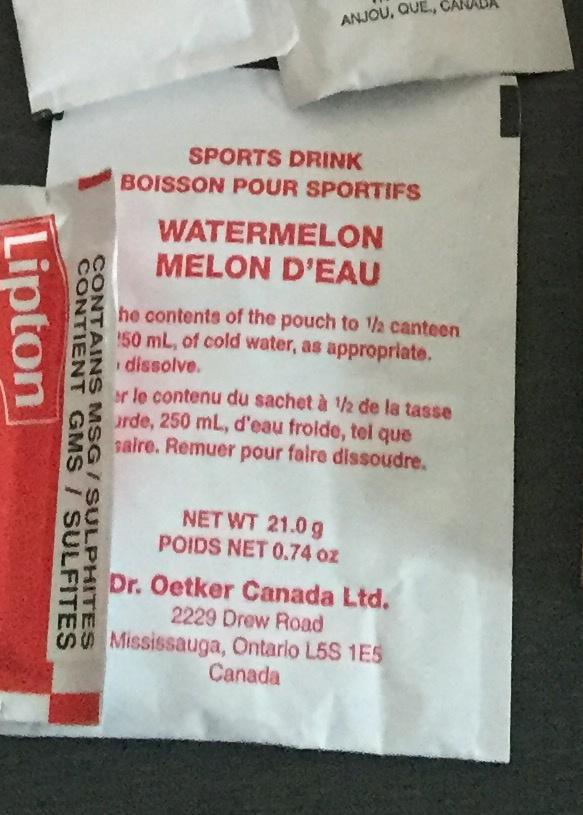 ANJOU, QUE., CANADA
SPORTS DRINK
BOISSON POUR SPORTIFS
WATERMELON
MELON D'EAU
he contents of the pouch to 1/2 canteen
50 mL, of cold water, as appropriate.
dissolve.
er le contenu du sachet à 1/2 de la tasse
urde, 250 mL, d'eau froide, tel que
saire. Remuer pour faire dissoudre.
NET WT 21.0 g
POIDS NET 0.74 oz
Dr. Oetker Canada Ltd.
2229 Drew Road
Mississauga, Ontario L5S 1E5
Canada
Lipton
CONTAINS MSG / SULPHITES
CONTIENT GMS / SULFITES